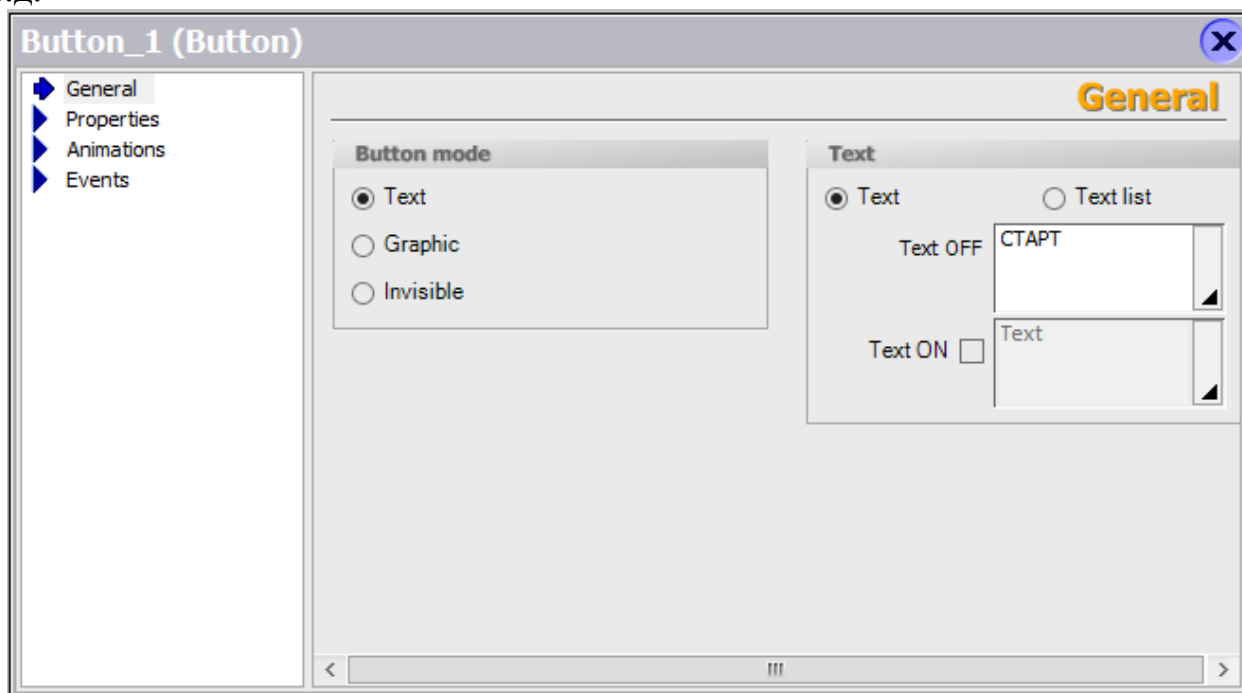 Button_1 (Button)
General
Properties
Animations
Events
General
Button mode
Text
Graphic
Invisible
Text
Text
Text list
Text OFF
СТАРТ
Text ON
Text